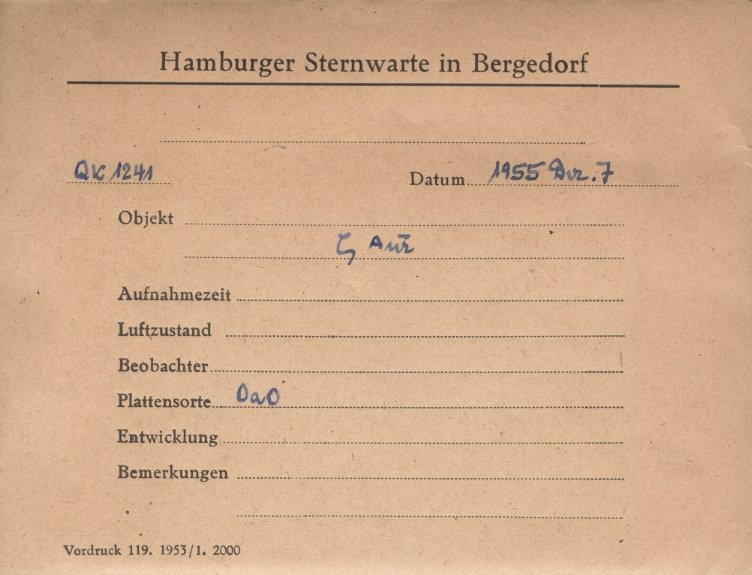 Hamburger Sternwarte in Bergedorf
QK 1241 Datum 1955 Dez. 7
Objekt
ζ Aur
Aufnahmezeit
Luftzustand
Beobachter
Plattensorte OaO
Entwicklung
Bemerkungen
Vordruck 119. 1953/1. 2000